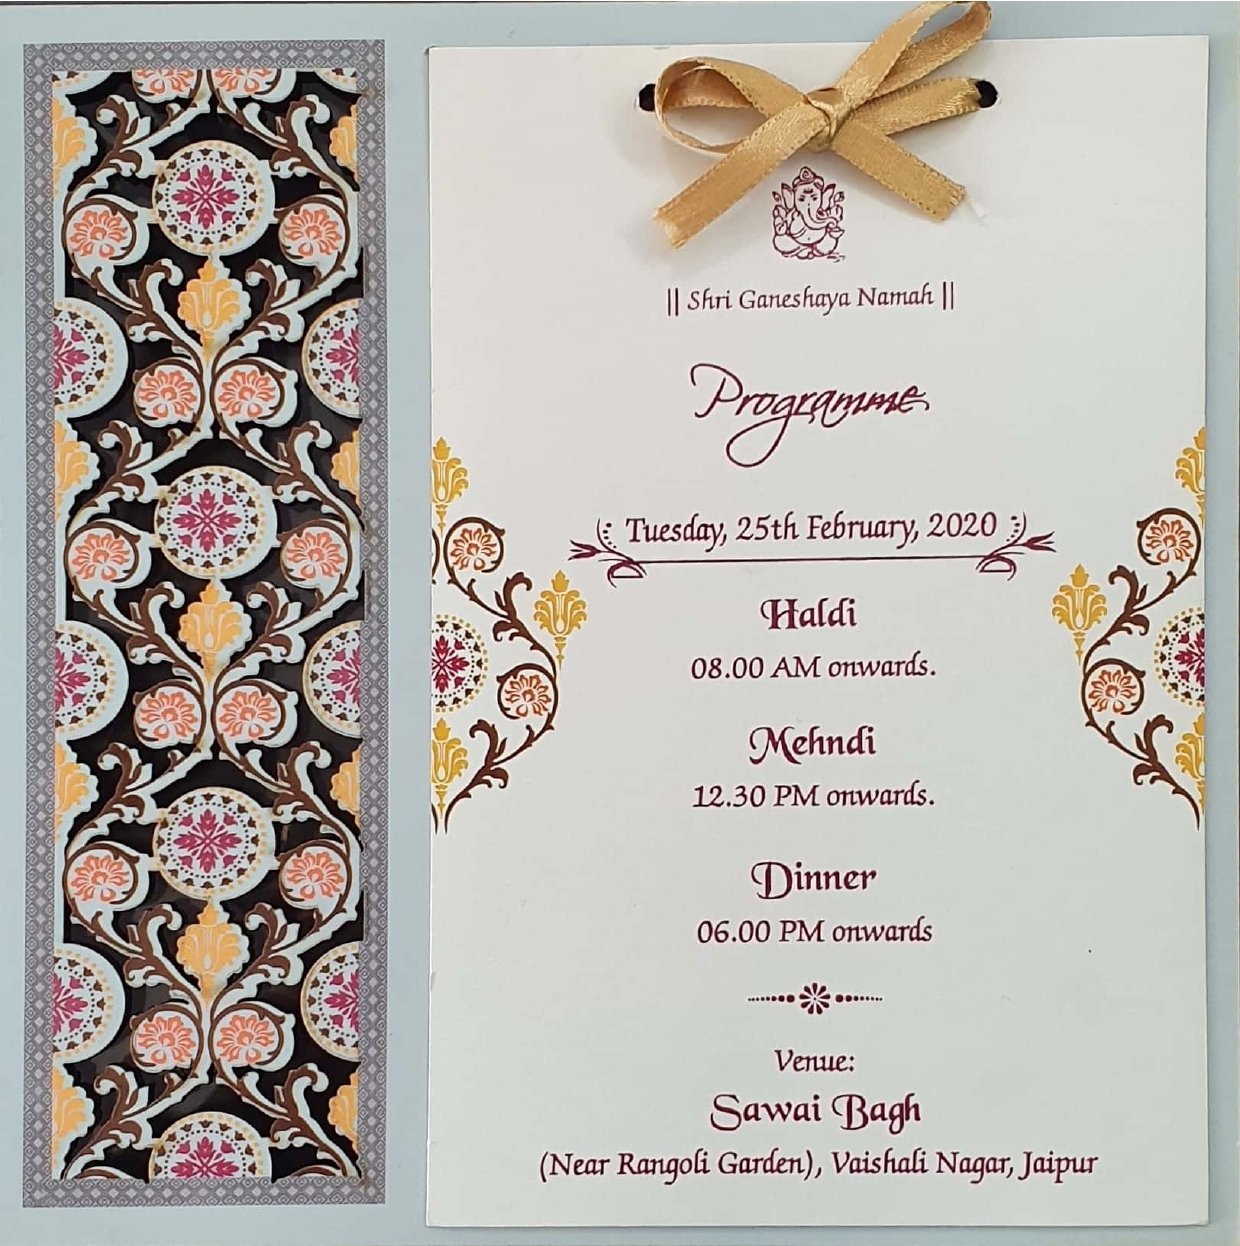 || Shri Ganeshaya Namah ||
Programme
Tuesday, 25th February, 2020
Haldi
08.00 AM onwards.
Mehndi
12.30 PM onwards.
Dinner
06.00 PM onwards
Venue:
Sawai Bagh
(Near Rangoli Garden), Vaishali Nagar, Jaipur